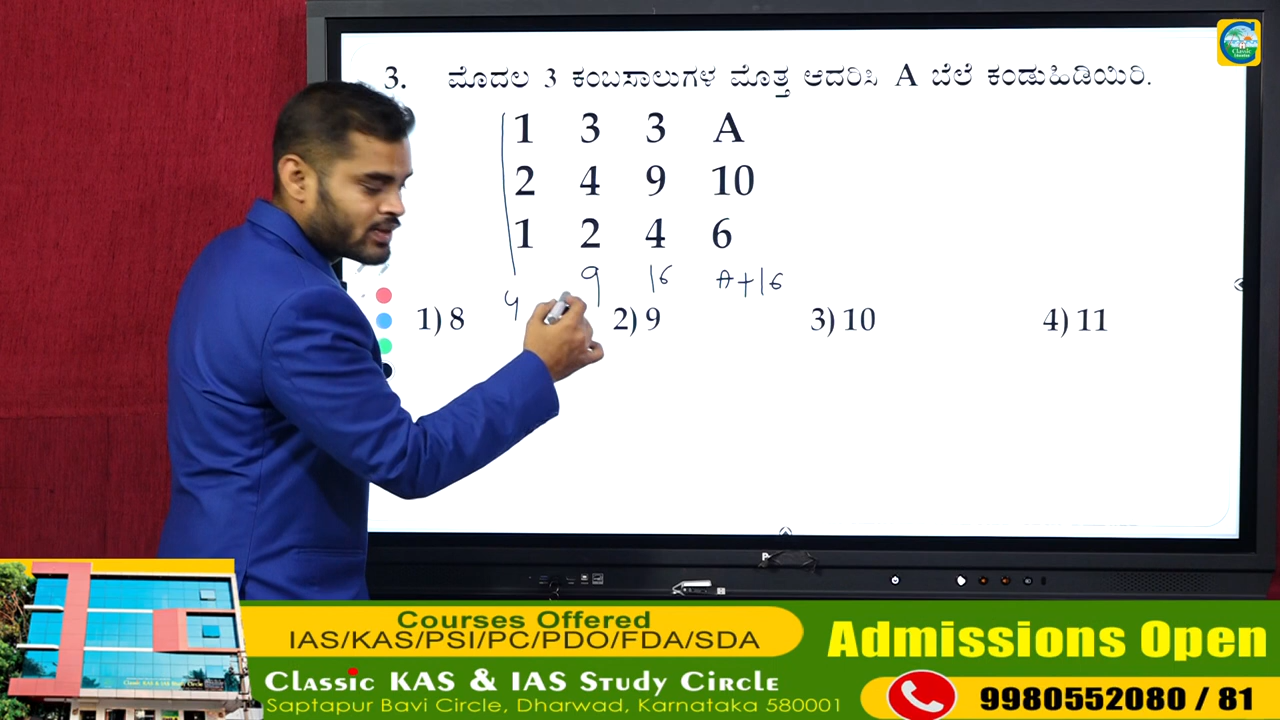 3. ಮೊದಲ 3 ಕಂಬಸಾಲುಗಳ ಮೊತ್ತ ಆದರಿಸಿ A ಬೆಲೆ ಕಂಡುಹಿಡಿಯಿರಿ.
1 3 3 A
2 4 9 10
1 2 4 6
4 9 16 A+16
1) 8 2) 9 3) 10 4) 11
Courses Offered
IAS/KAS/PSI/PC/PDO/FDA/SDA
Classic KAS & IAS Study Circle
Saptapur Bavi Circle, Dharwad, Karnataka 580001
Admissions Open
9980552080 / 81